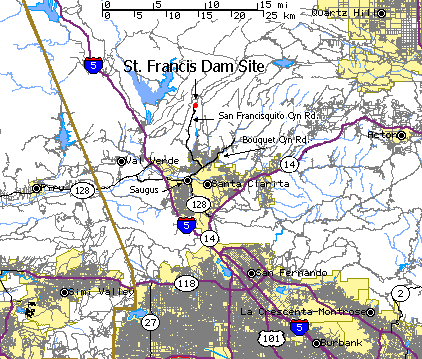 0 5 10 15 mi
0 5 10 15 20 25 km
Quartz Hill
5
St. Francis Dam Site
San Francisquito Cyn Rd.
Bouquet Cyn Rd.
Acton
14
Val Verde
Piru
128
Saugus
Santa Clarita
128
5
14
San Fernando
118
Simi Valley
2
27
La Crescenta-Montrose
5
101
Burbank